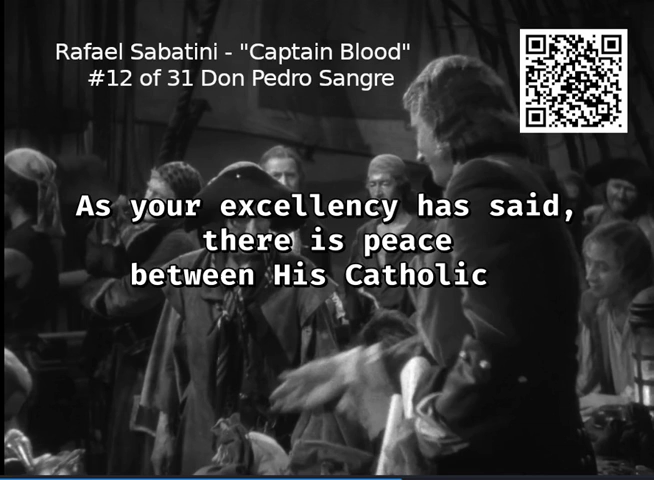 Rafael Sabatini - "Captain Blood"
#12 of 31 Don Pedro Sangre
As your excellency has said,
there is peace
between His Catholic